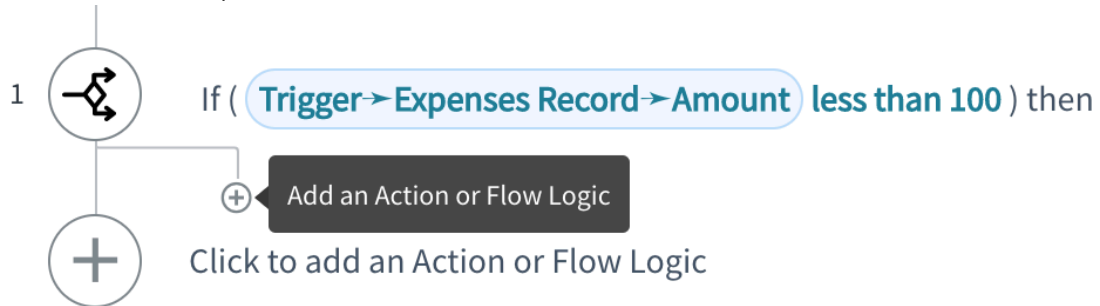 1 If ( Trigger➛Expenses Record➛Amount less than 100 ) then
Add an Action or Flow Logic
Click to add an Action or Flow Logic